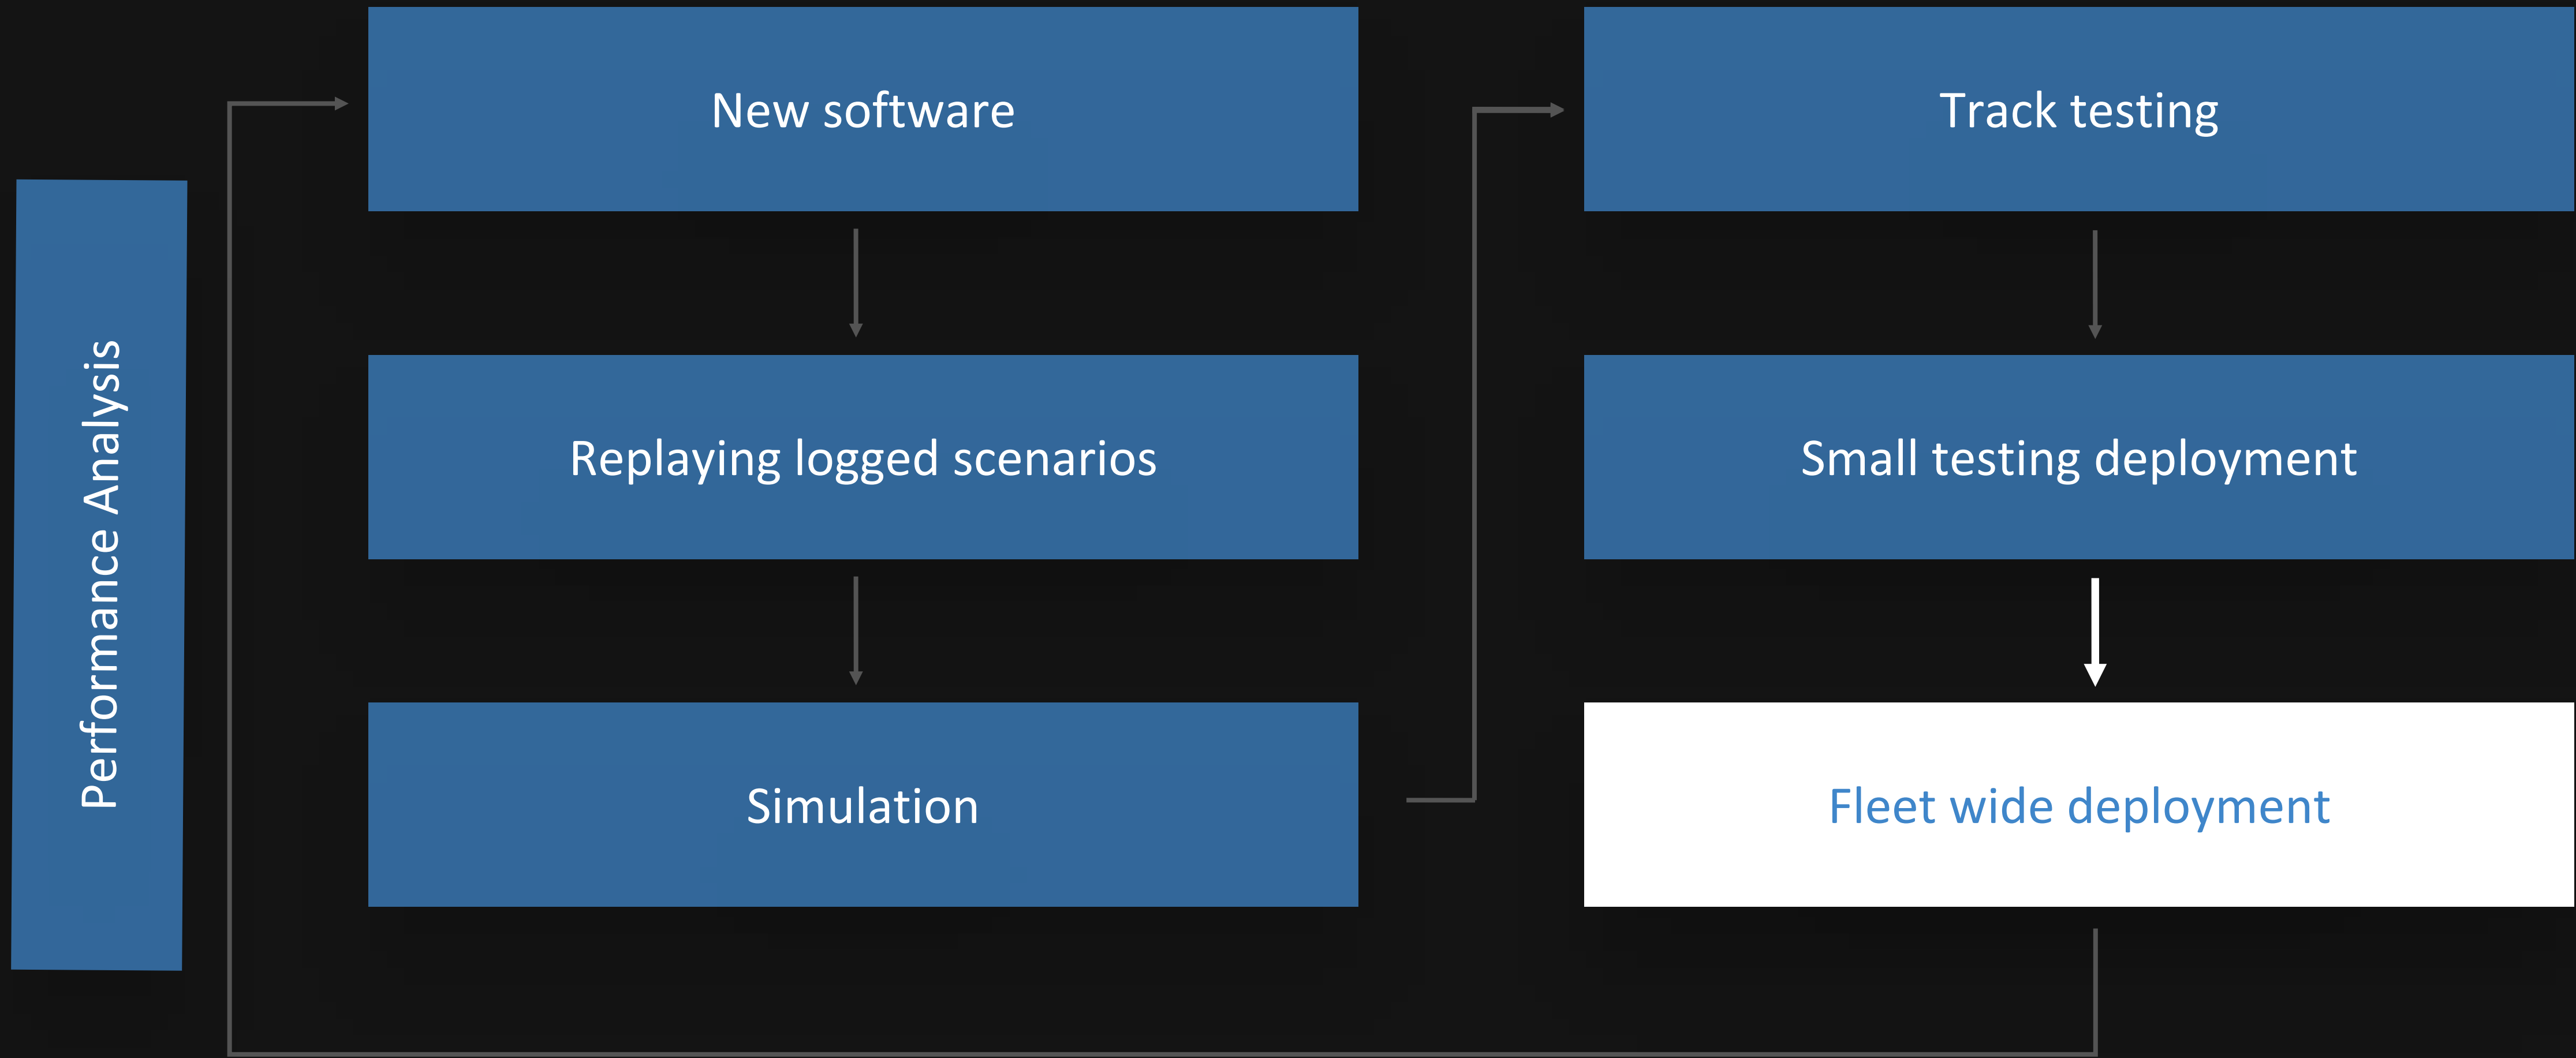 Performance Analysis
New software
Replaying logged scenarios
Simulation
Track testing
Small testing deployment
Fleet wide deployment